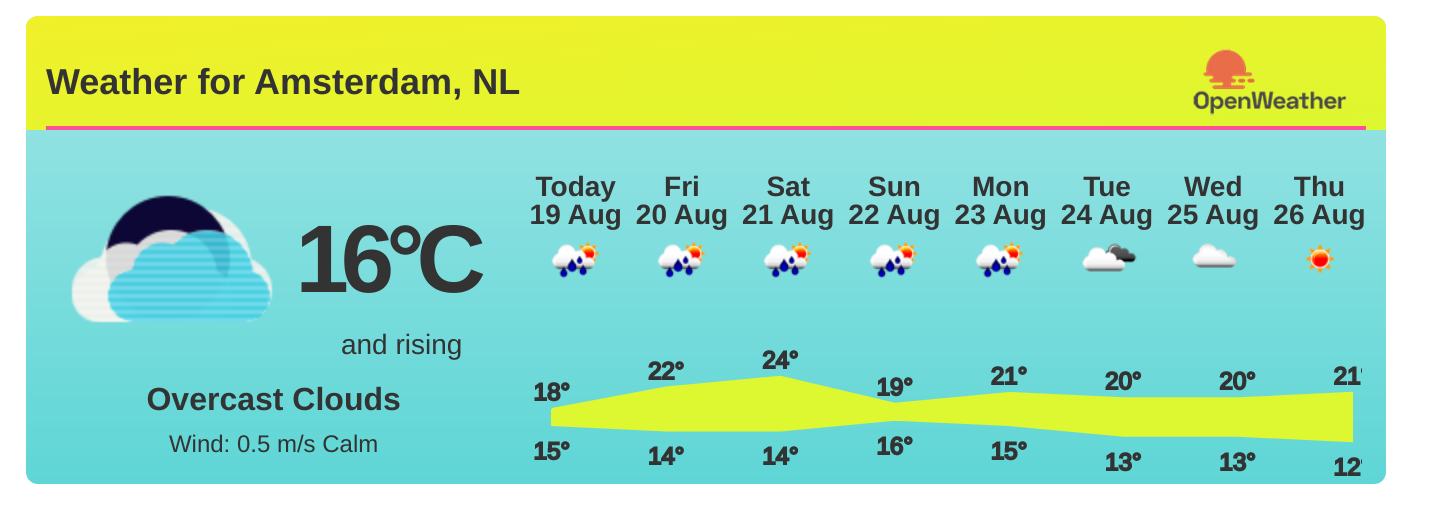 Weather for Amsterdam, NL
OpenWeather
Today Fri Sat Sun Mon Tue Wed Thu
19 Aug 20 Aug 21 Aug 22 Aug 23 Aug 24 Aug 25 Aug 26 Aug
16°C
and rising
Overcast Clouds
Wind: 0.5 m/s Calm
18° 22° 24° 19° 21° 20° 20° 21°
15° 14° 14° 16° 15° 13° 13° 12°